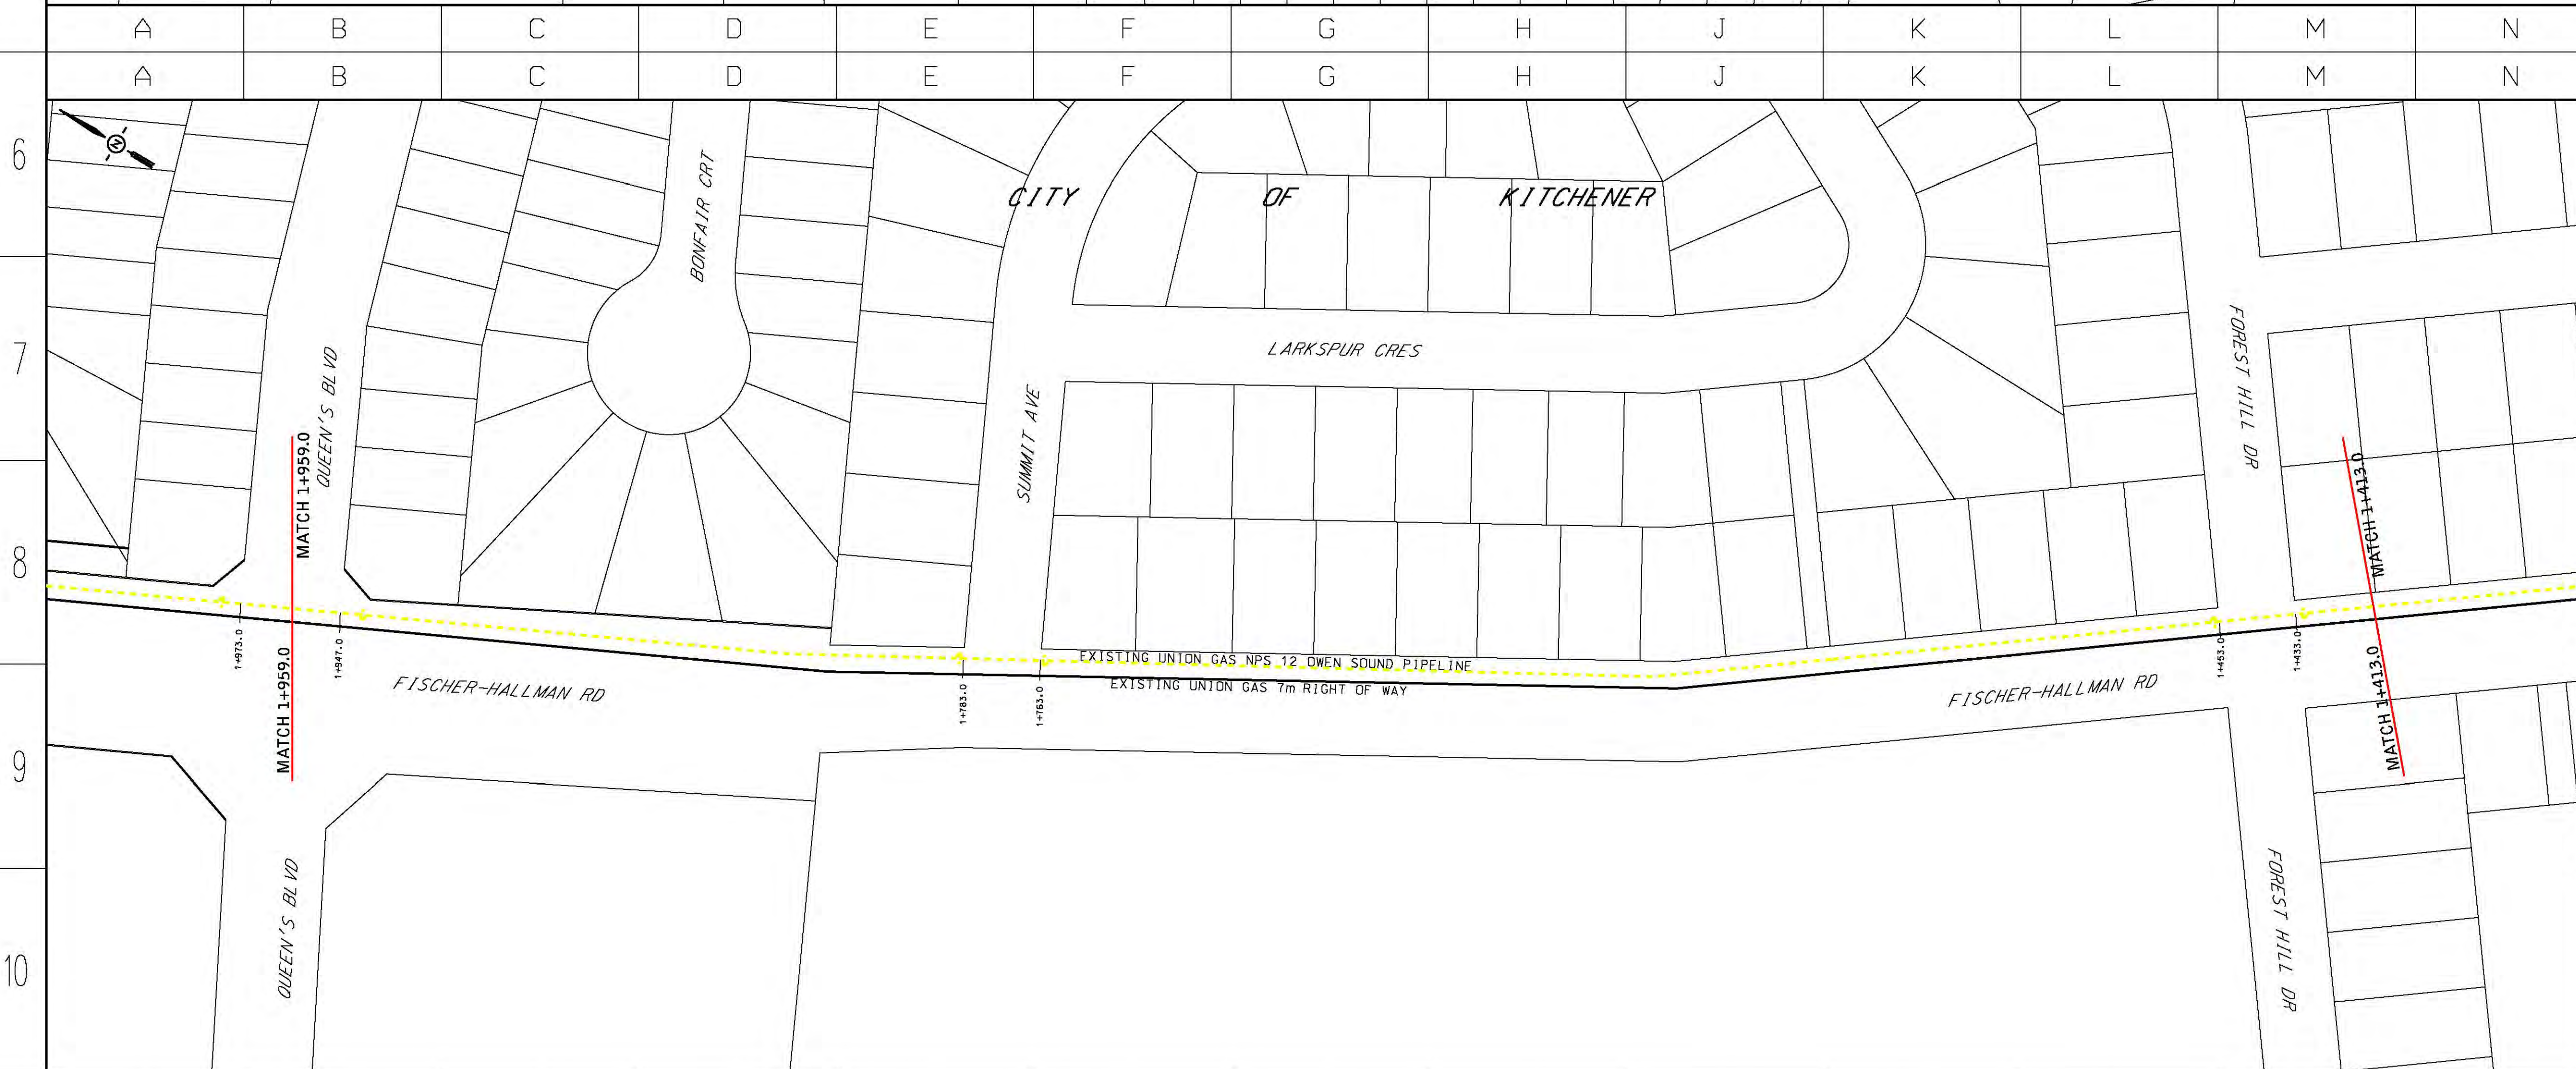 A B C D E F G H J K L M N
A B C D E F G H J K L M N
N
6
7
8
9
10
BONFAIR CRT
CITY OF KITCHENER
QUEEN'S BLVD
LARKSPUR CRES
SUMMIT AVE
FOREST HILL DR
MATCH 1+959.0
MATCH 1+413.0
1+973.0
1+947.0
1+783.0
1+763.0
1+453.0
1+433.0
EXISTING UNION GAS NPS 12 OWEN SOUND PIPELINE
EXISTING UNION GAS 7m RIGHT OF WAY
MATCH 1+959.0
FISCHER-HALLMAN RD
FISCHER-HALLMAN RD
MATCH 1+413.0
QUEEN'S BLVD
FOREST HILL DR